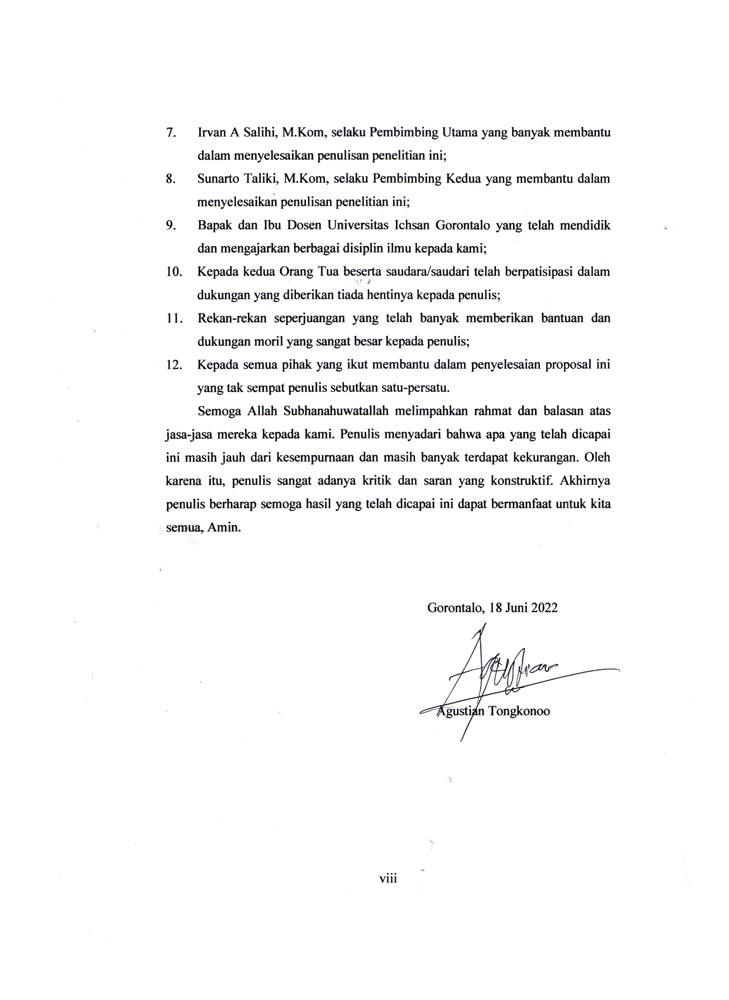 7. Irvan A Salihi, M.Kom, selaku Pembimbing Utama yang banyak membantu
dalam menyelesaikan penulisan penelitian ini;
8. Sunarto Taliki, M.Kom, selaku Pembimbing Kedua yang membantu dalam
menyelesaikan penulisan penelitian ini;
9. Bapak dan Ibu Dosen Universitas Ichsan Gorontalo yang telah mendidik
dan mengajarkan berbagai disiplin ilmu kepada kami;
10. Kepada kedua Orang Tua beserta saudara/saudari telah berpatisipasi dalam
dukungan yang diberikan tiada hentinya kepada penulis;
11. Rekan-rekan seperjuangan yang telah banyak memberikan bantuan dan
dukungan moril yang sangat besar kepada penulis;
12. Kepada semua pihak yang ikut membantu dalam penyelesaian proposal ini
yang tak sempat penulis sebutkan satu-persatu.
Semoga Allah Subhanahuwatallah melimpahkan rahmat dan balasan atas
jasa-jasa mereka kepada kami. Penulis menyadari bahwa apa yang telah dicapai
ini masih jauh dari kesempurnaan dan masih banyak terdapat kekurangan. Oleh
karena itu, penulis sangat adanya kritik dan saran yang konstruktif. Akhirnya
penulis berharap semoga hasil yang telah dicapai ini dapat bermanfaat untuk kita
semua, Amin.
Gorontalo, 18 Juni 2022
Agustian Tongkonoo
viii